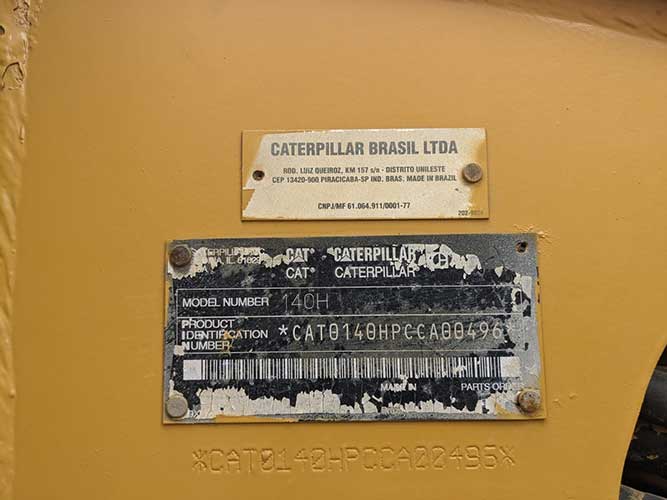 CATERPILLAR BRASIL LTDA
ROD. LUIZ QUEIROZ, KM 157 s/n - DISTRITO UNILESTE
CEP 13420-900 PIRACICABA-SP IND. BRAS. MADE IN BRAZIL
CNPJ/MF 61.064.911/0001-77
CAT® CATERPILLAR
CAT® CATERPILLAR
MODEL NUMBER 140H
PRODUCT
IDENTIFICATION *CAT0140HPCCA00496*
NUMBER
MADE IN PARTS ORDER
*CAT0140HPCCA00496*